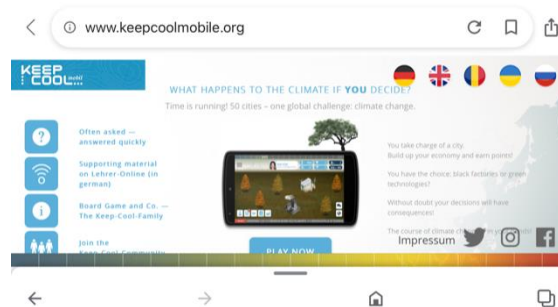 www.keepcoolmobile.org
KEEP
COOL mobil
WHAT HAPPENS TO THE CLIMATE IF YOU DECIDE?
Time is running! 50 cities – one global challenge: climate change.
Often asked —
answered quickly
Supporting material
on Lehrer-Online (in
german)
Board Game and Co. —
The Keep-Cool-Family
Join the
Keep-Cool-Community
PLAY NOW
You take charge of a city.
Build up your economy and earn points!
You have the choice: black factories or green
technologies?
Without doubt your decisions will have
consequences!
The course of climate
Impressum